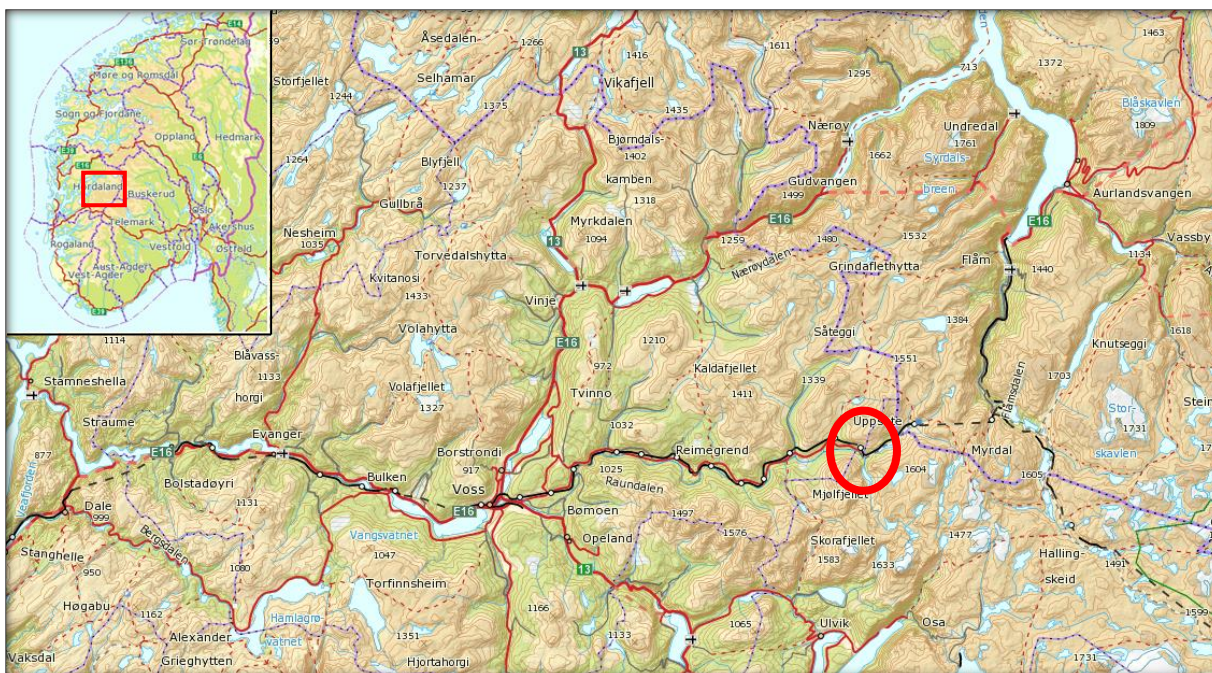 E14
Sør-Trøndelag
E136
Møre og Romsdal
Sogn og Fjordane
Oppland
Hedmark
E39
E16
E6
Hordaland
Buskerud
Oslo
Telemark
Akershus
Rogaland
Vestfold
Østfold
Aust-Agder
Vest-Agder
E39
Åsedalen
1266
13
1416
1611
1463
Storfjellet
Selhamar
Vikafjell
713
1372
1244
1295
1375
1435
Blåskavlen
1809
Nærøy
Undredal
Bjørndals-
1761
1402
1264
Blyfjell
1662
Syrdals-
kamben
1237
Gudvangen
breen
Gullbrå
1318
1499
Aurlandsvangen
Myrkdalen
E16
E16
Nesheim
1035
13
1094
1259
1480
1532
Vassby
Torvedalshytta
Nærøydalen
Grindaflethytta
Flåm
1134
Kvitanosi
1440
1433
Vinje
Volahytta
Såteggi
1384
1618
1114
1210
E16
Knutseggi
Blåvass-
1551
1133
972
Kaldafjellet
1339
1703
Stamneshella
Volafjellet
Flåmsdalen
horgi
Tvinno
1411
1327
Stor-
1731
Straume
1032
Evanger
skavlen
877
Borstrondi
Reimegrend
Myrdal
E16
917
1025
1604
1605
Bolstadøyri
Bulken
Voss
Raundalen
Mjølfjellet
Veafjorden
1131
Dale
E16
Bømoen
1497
999
Vangsvatnet
1576
Skorafjellet
1477
Halling-
Stanghelle
Bergsdalen
1047
Opeland
1583
1633
skeid
1491
950
1080
13
Torfinnsheim
Høgabu
1162
Hamlagrø-
1166
1599
1065
Ulvik
Osa
Alexander
vatnet
1351
1133
Vaksdal
Grieghytten
Hjortahorgi
1731